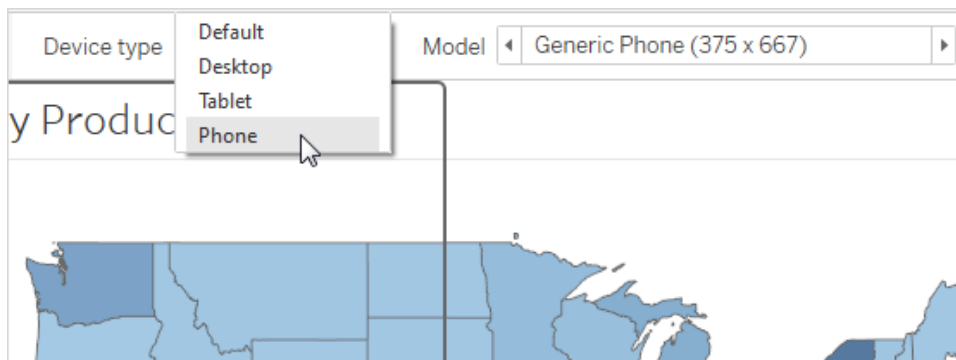 Device type
Default
Desktop
Tablet
Phone
Model
Generic Phone (375 x 667)
y Produc